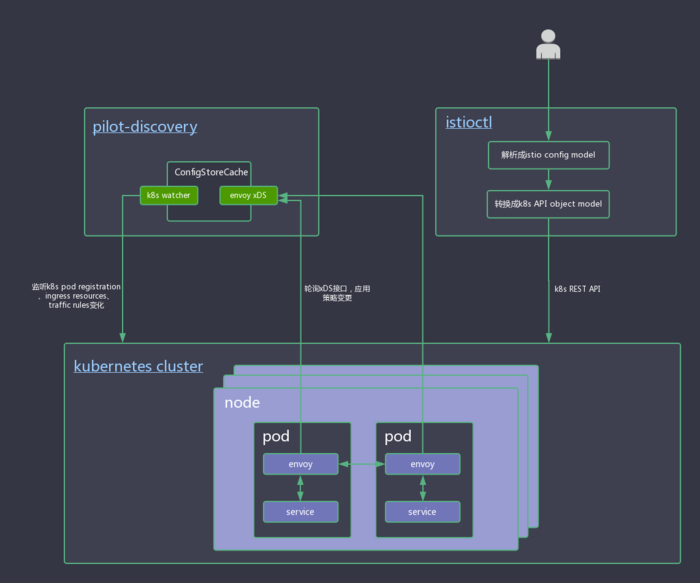 pilot-discovery
istioctl
ConfigStoreCache
k8s watcher
envoy xDS
解析成istio config model
转换成k8s API object model
监听k8s pod registration
、ingress resources、
traffic rules变化
轮询xDS接口，应用
策略变更
k8s REST API
kubernetes cluster
node
pod
pod
envoy
envoy
service
service